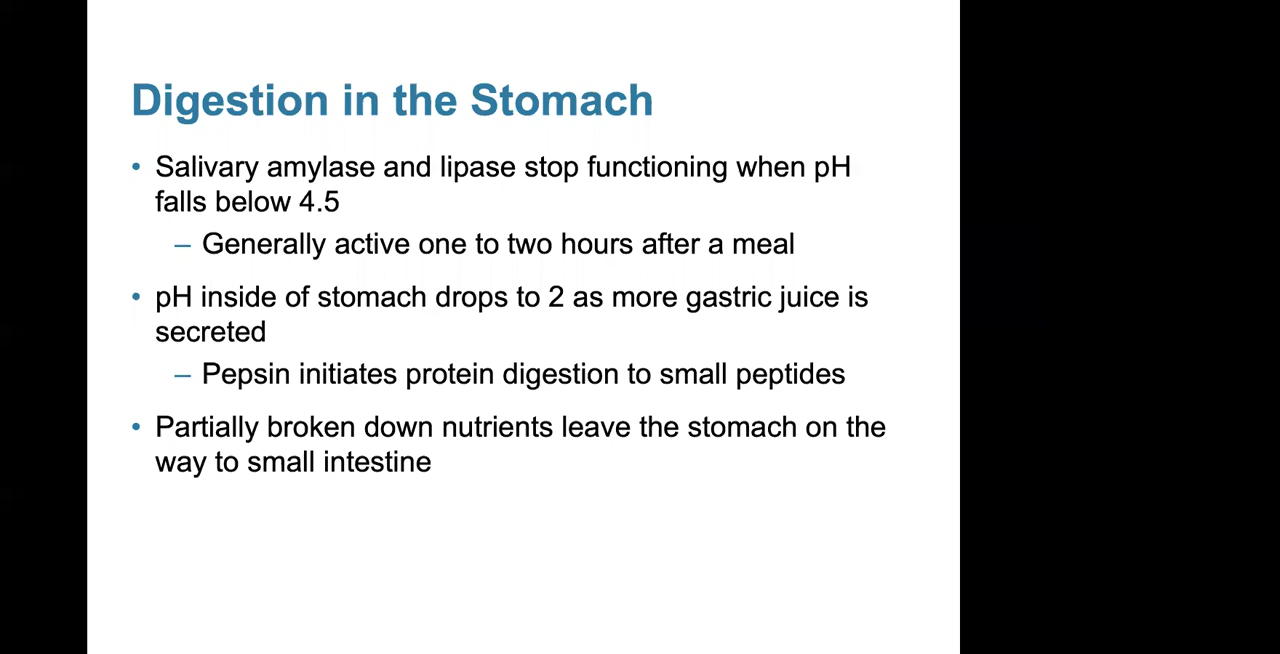 Digestion in the Stomach
• Salivary amylase and lipase stop functioning when pH
falls below 4.5
– Generally active one to two hours after a meal
• pH inside of stomach drops to 2 as more gastric juice is
secreted
– Pepsin initiates protein digestion to small peptides
• Partially broken down nutrients leave the stomach on the
way to small intestine